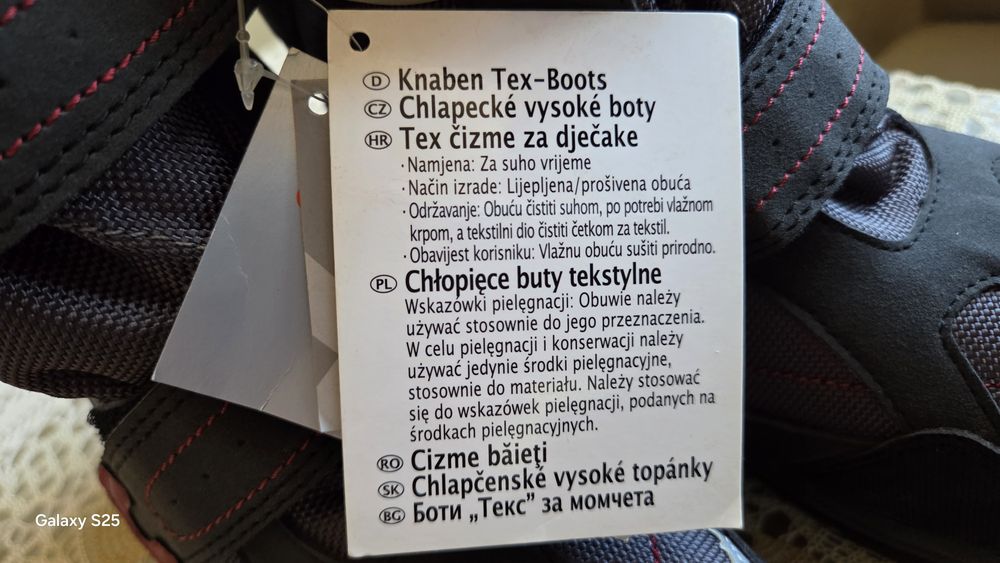 D Knaben Tex-Boots
CZ Chlapecké vysoké boty
HR Tex čizme za dječake
· Namjena: Za suho vrijeme
· Način izrade: Lijepljena/prošivena obuća
· Održavanje: Obuću čistiti suhom, po potrebi vlažnom
krpom, a tekstilni dio čistiti četkom za tekstil.
· Obavijest korisniku: Vlažnu obuću sušiti prirodno.
PL Chłopięce buty tekstylne
Wskazówki pielęgnacji: Obuwie należy
używać stosownie do jego przeznaczenia.
W celu pielęgnacji i konserwacji należy
używać jedynie środki pielęgnacyjne,
stosownie do materiału. Należy stosować
się do wskazówek pielęgnacji, podanych na
środkach pielęgnacyjnych.
RO Cizme băieţi
SK Chlapčenské vysoké topánky
BG Боти „Текс” за момчета
Galaxy S25